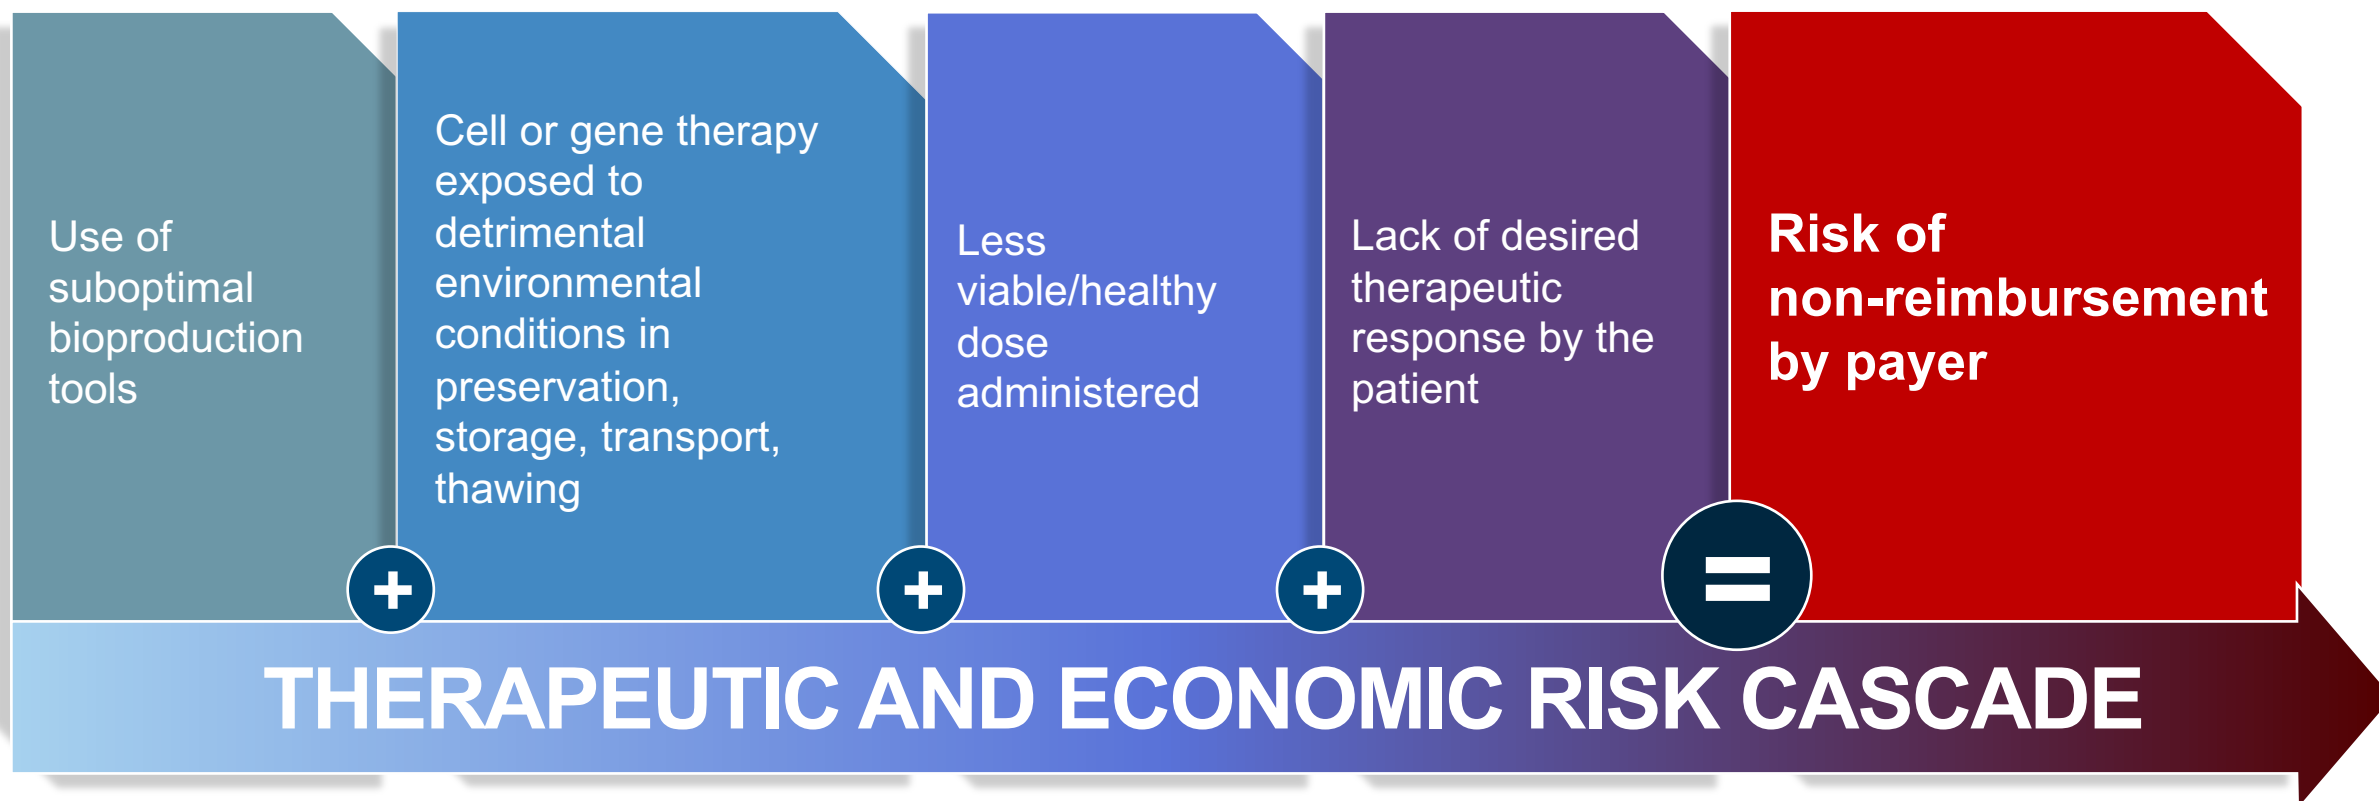 Use of
suboptimal
bioproduction
tools
Cell or gene therapy
exposed to
detrimental
environmental
conditions in
preservation,
storage, transport,
thawing
Less
viable/healthy
dose
administered
Lack of desired
therapeutic
response by the
patient
Risk of
non-reimbursement
by payer
+
+
+
=
THERAPEUTIC AND ECONOMIC RISK CASCADE